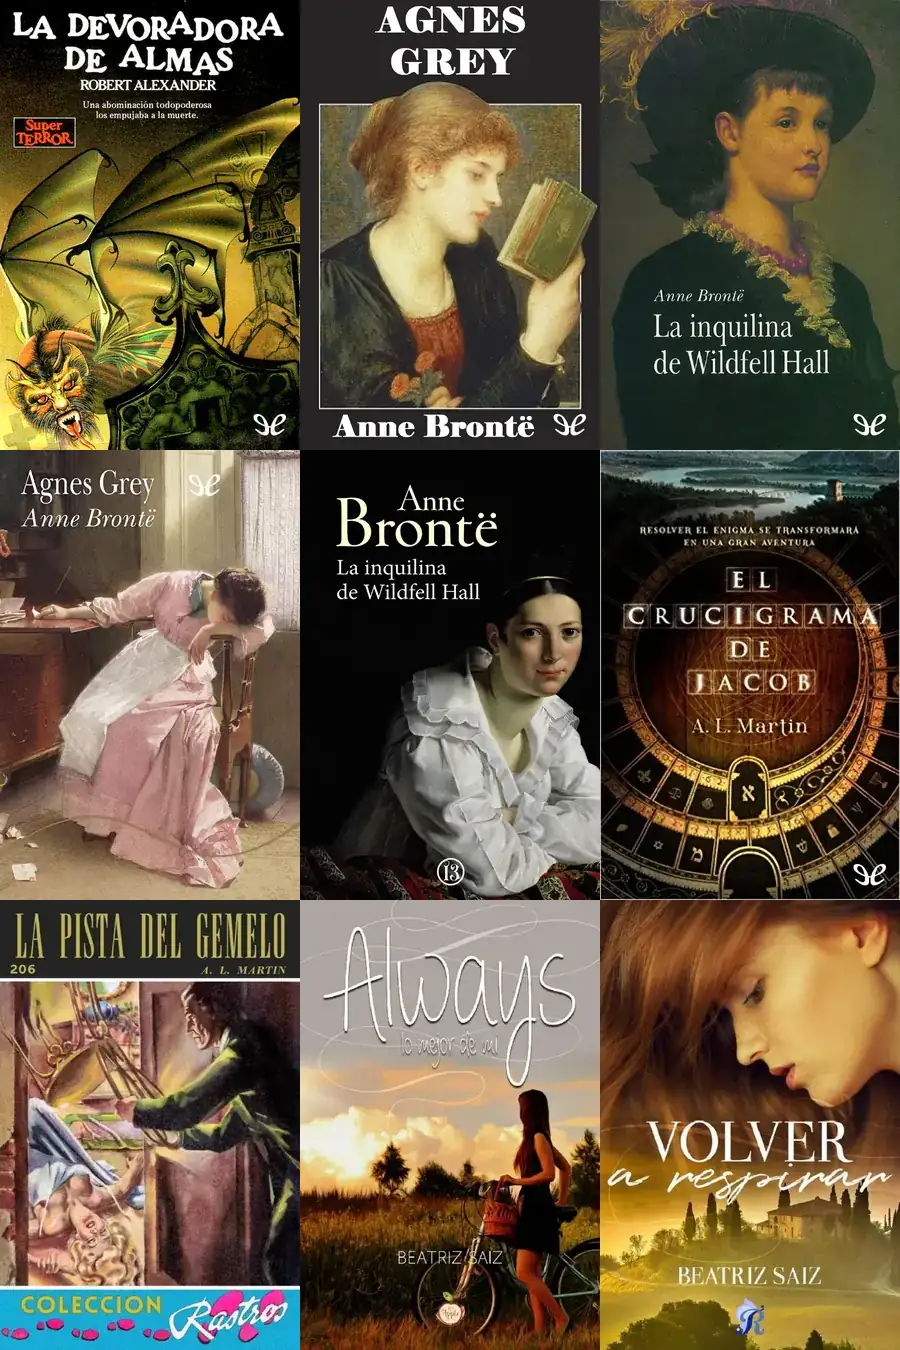 LA DEVORADORA
DE ALMAS
ROBERT ALEXANDER
Una abominación todopoderosa
los empujaba a la muerte.
Super
TERROR
AGNES
GREY
Anne Brontë
Anne Brontë
La inquilina
de Wildfell Hall
Agnes Grey
Anne Brontë
Anne
Brontë
La inquilina
de Wildfell Hall
13
RESOLVER EL ENIGMA SE TRANSFORMARÁ
EN UNA GRAN AVENTURA
EL
CRUCIGRAMA
DE
JACOB
A. L. Martin
א
LA PISTA DEL GEMELO
206
A. L. MARTIN
COLECCION
Rastros
Always
lo mejor de mi
BEATRIZ SAIZ
VOLVER
a respirar
BEATRIZ SAIZ
R